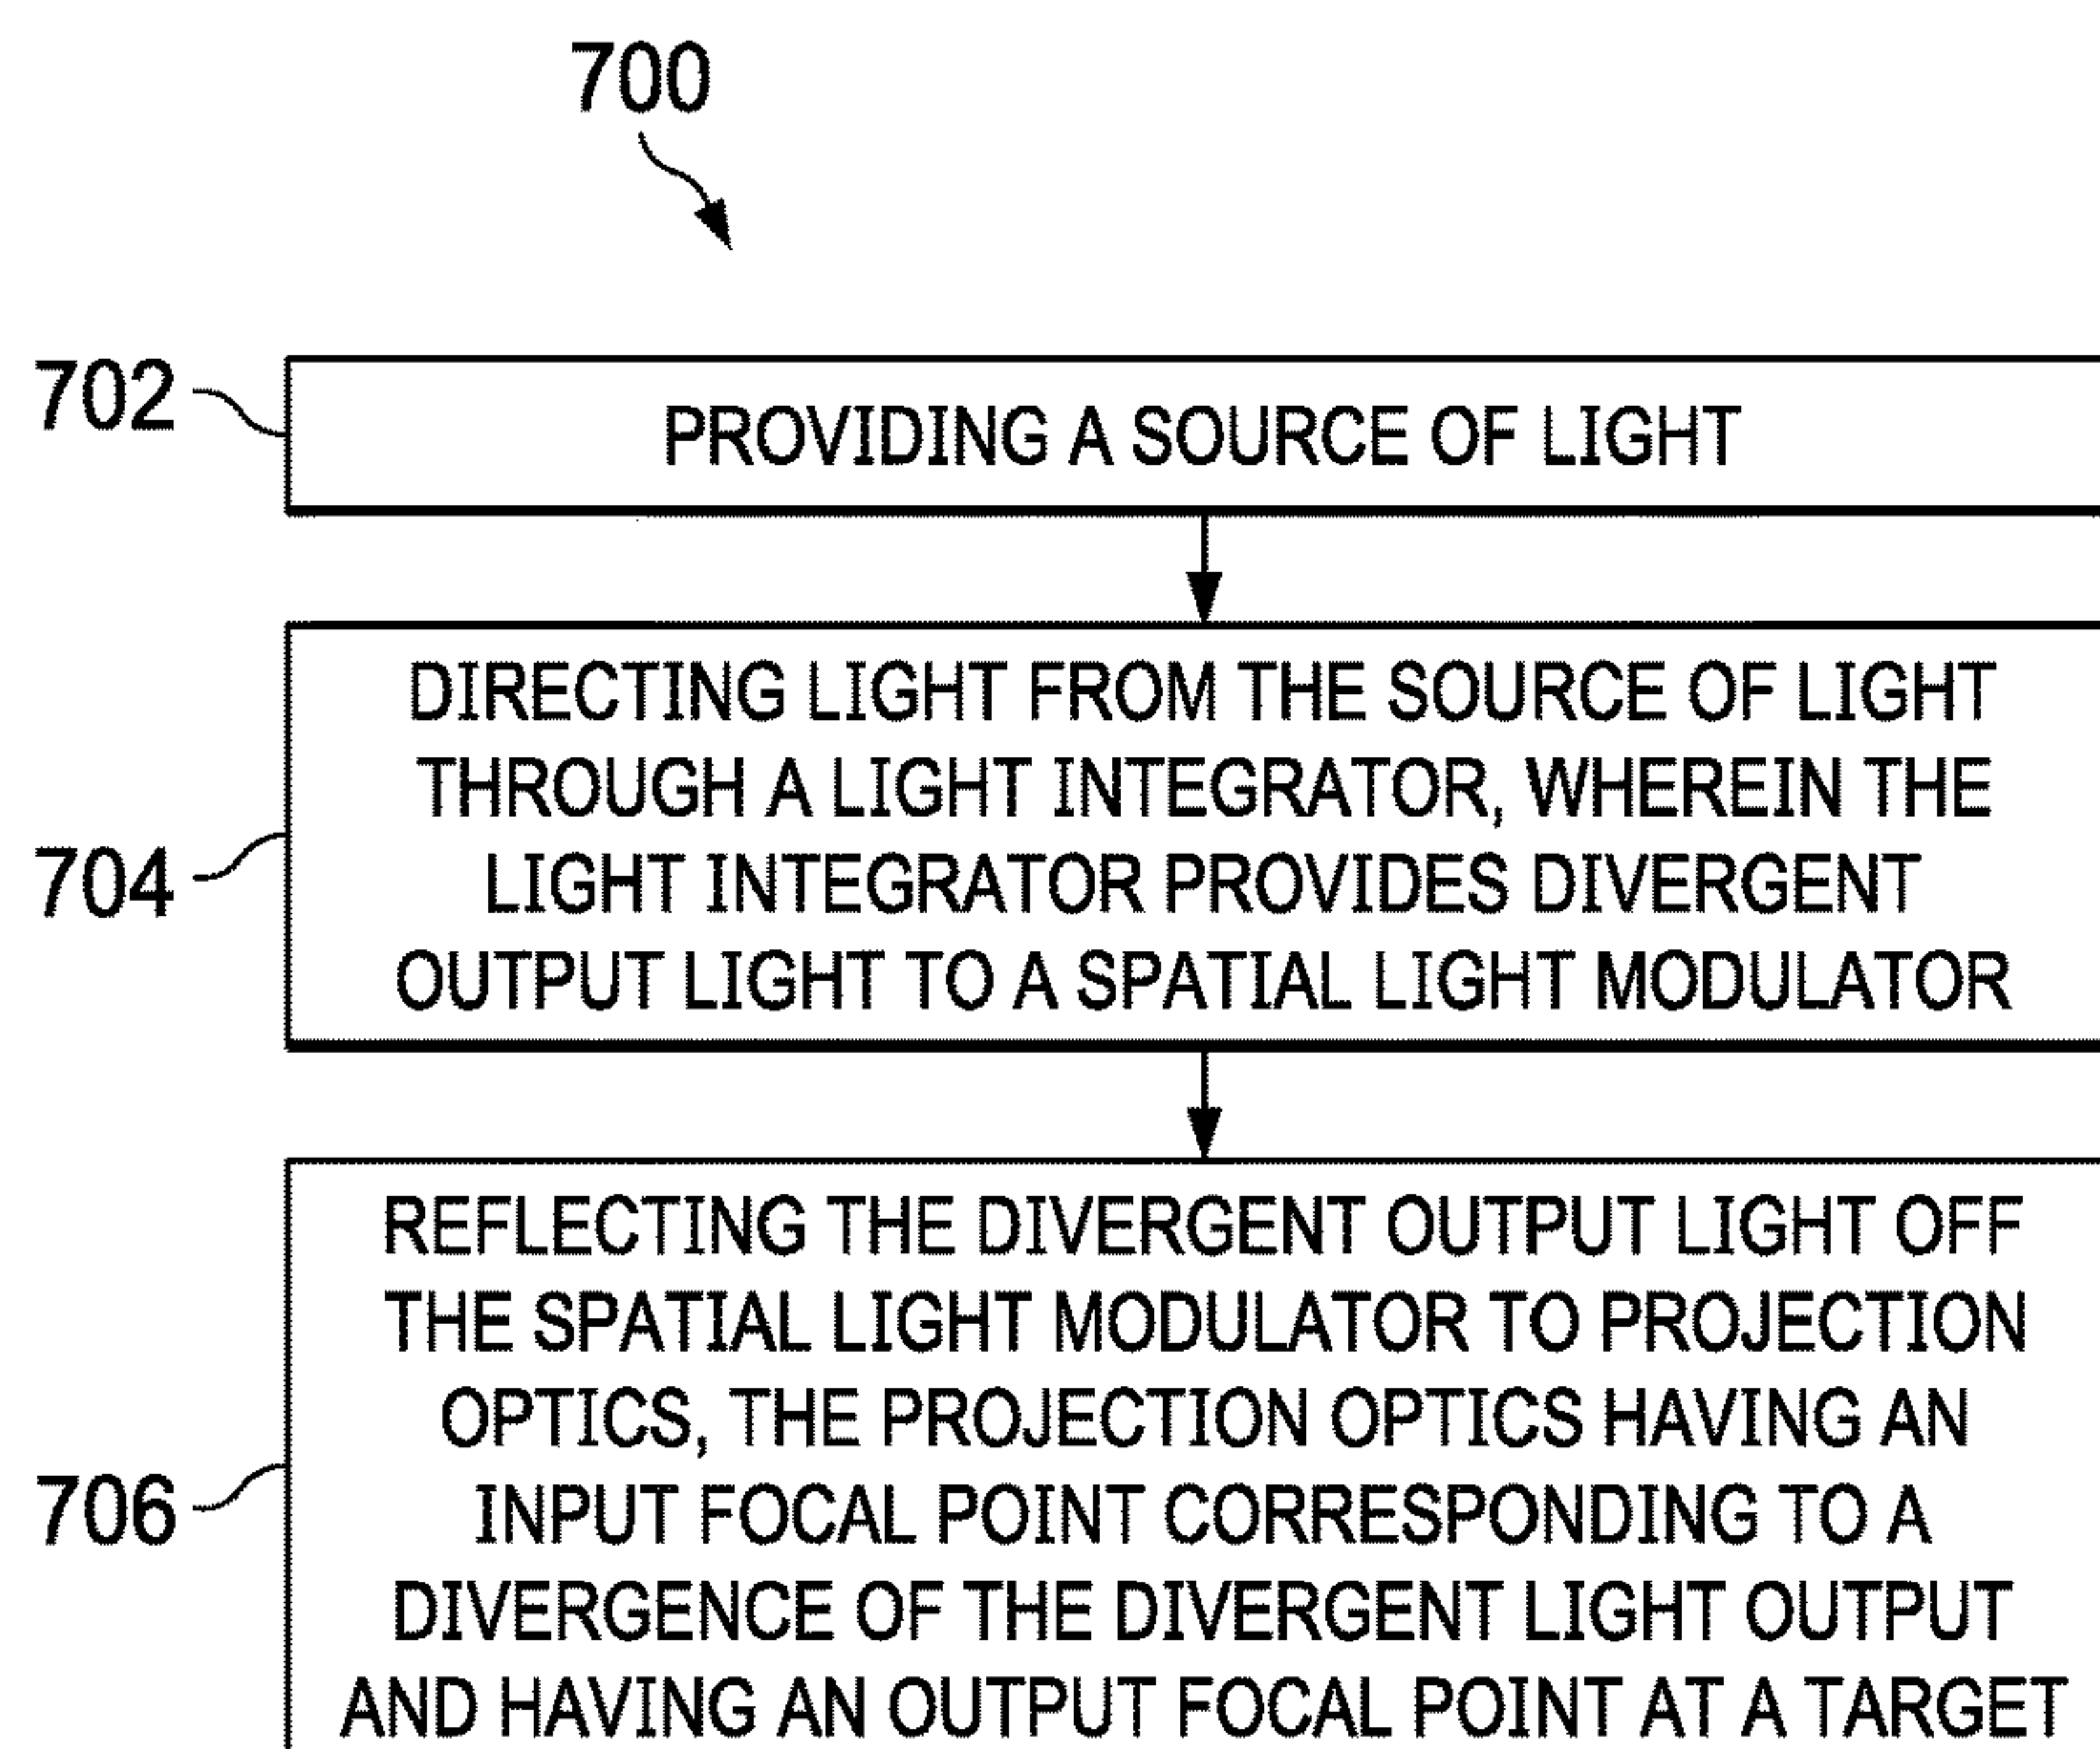 700
702
PROVIDING A SOURCE OF LIGHT
704
DIRECTING LIGHT FROM THE SOURCE OF LIGHT
THROUGH A LIGHT INTEGRATOR, WHEREIN THE
LIGHT INTEGRATOR PROVIDES DIVERGENT
OUTPUT LIGHT TO A SPATIAL LIGHT MODULATOR
706
REFLECTING THE DIVERGENT OUTPUT LIGHT OFF
THE SPATIAL LIGHT MODULATOR TO PROJECTION
OPTICS, THE PROJECTION OPTICS HAVING AN
INPUT FOCAL POINT CORRESPONDING TO A
DIVERGENCE OF THE DIVERGENT LIGHT OUTPUT
AND HAVING AN OUTPUT FOCAL POINT AT A TARGET